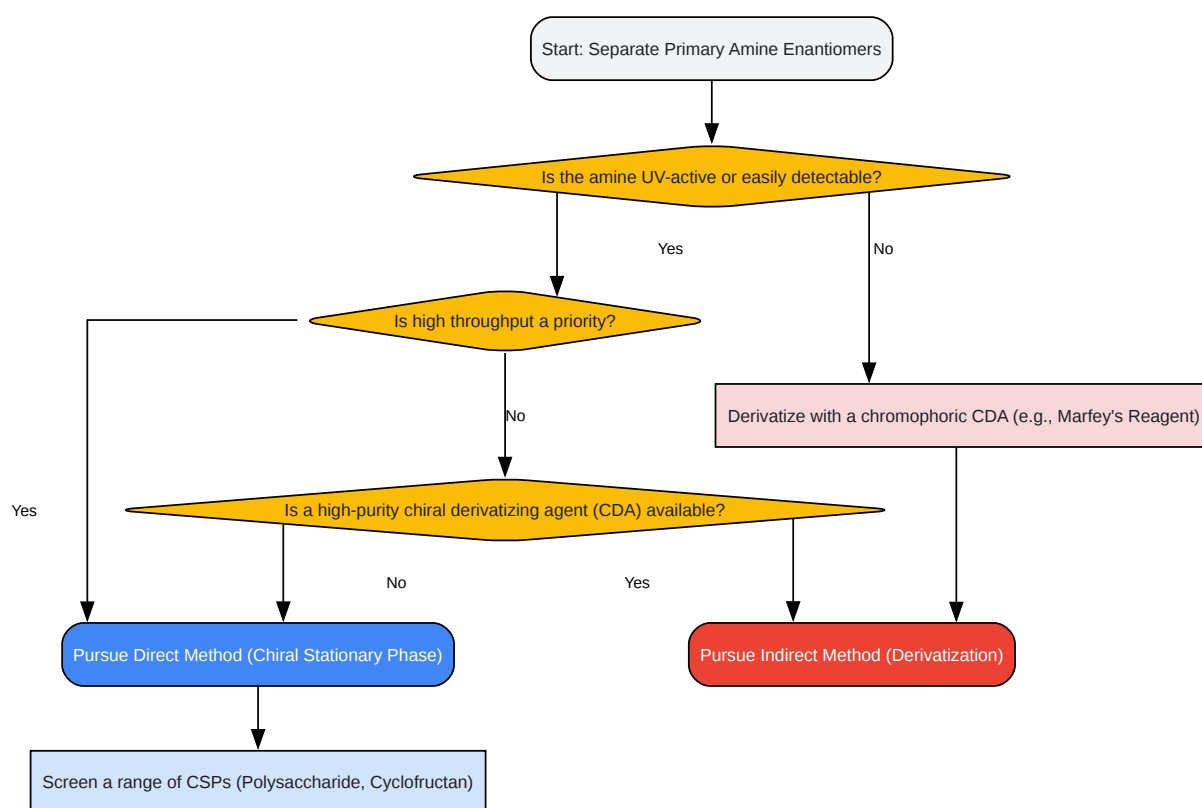 Start: Separate Primary Amine Enantiomers
Is the amine UV-active or easily detectable?
Yes
No
Is high throughput a priority?
Derivatize with a chromophoric CDA (e.g., Marfey's Reagent)
No
Yes
Is a high-purity chiral derivatizing agent (CDA) available?
No
Yes
Pursue Direct Method (Chiral Stationary Phase)
Pursue Indirect Method (Derivatization)
Screen a range of CSPs (Polysaccharide, Cyclofructan)